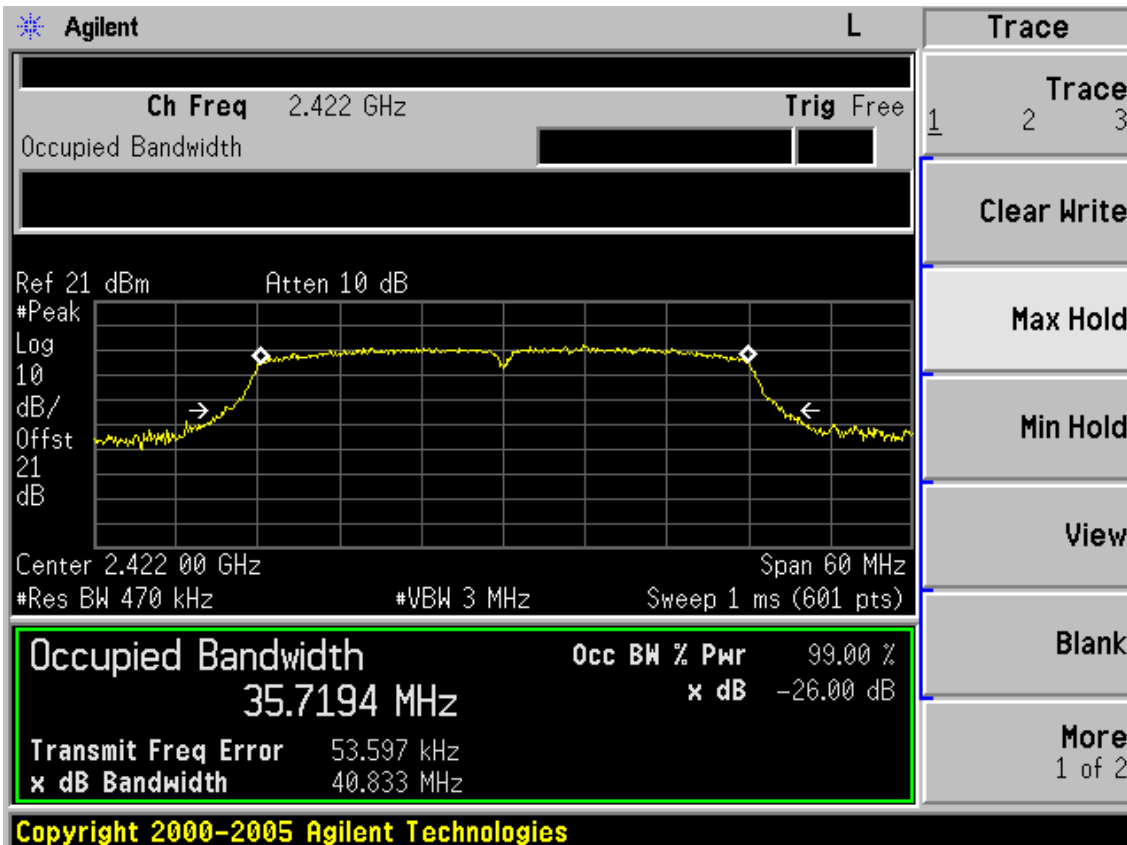 Agilent L
Ch Freq 2.422 GHz Trig Free
Occupied Bandwidth
Ref 21 dBm Atten 10 dB
#Peak
Log
10
dB/
Offst
21
dB
Center 2.422 00 GHz Span 60 MHz
#Res BW 470 kHz #VBW 3 MHz Sweep 1 ms (601 pts)
Occupied Bandwidth
35.7194 MHz
Occ BW % Pwr 99.00 %
x dB -26.00 dB
Transmit Freq Error 53.597 kHz
x dB Bandwidth 40.833 MHz
Copyright 2000-2005 Agilent Technologies
Trace
Trace
1 2 3
Clear Write
Max Hold
Min Hold
View
Blank
More
1 of 2